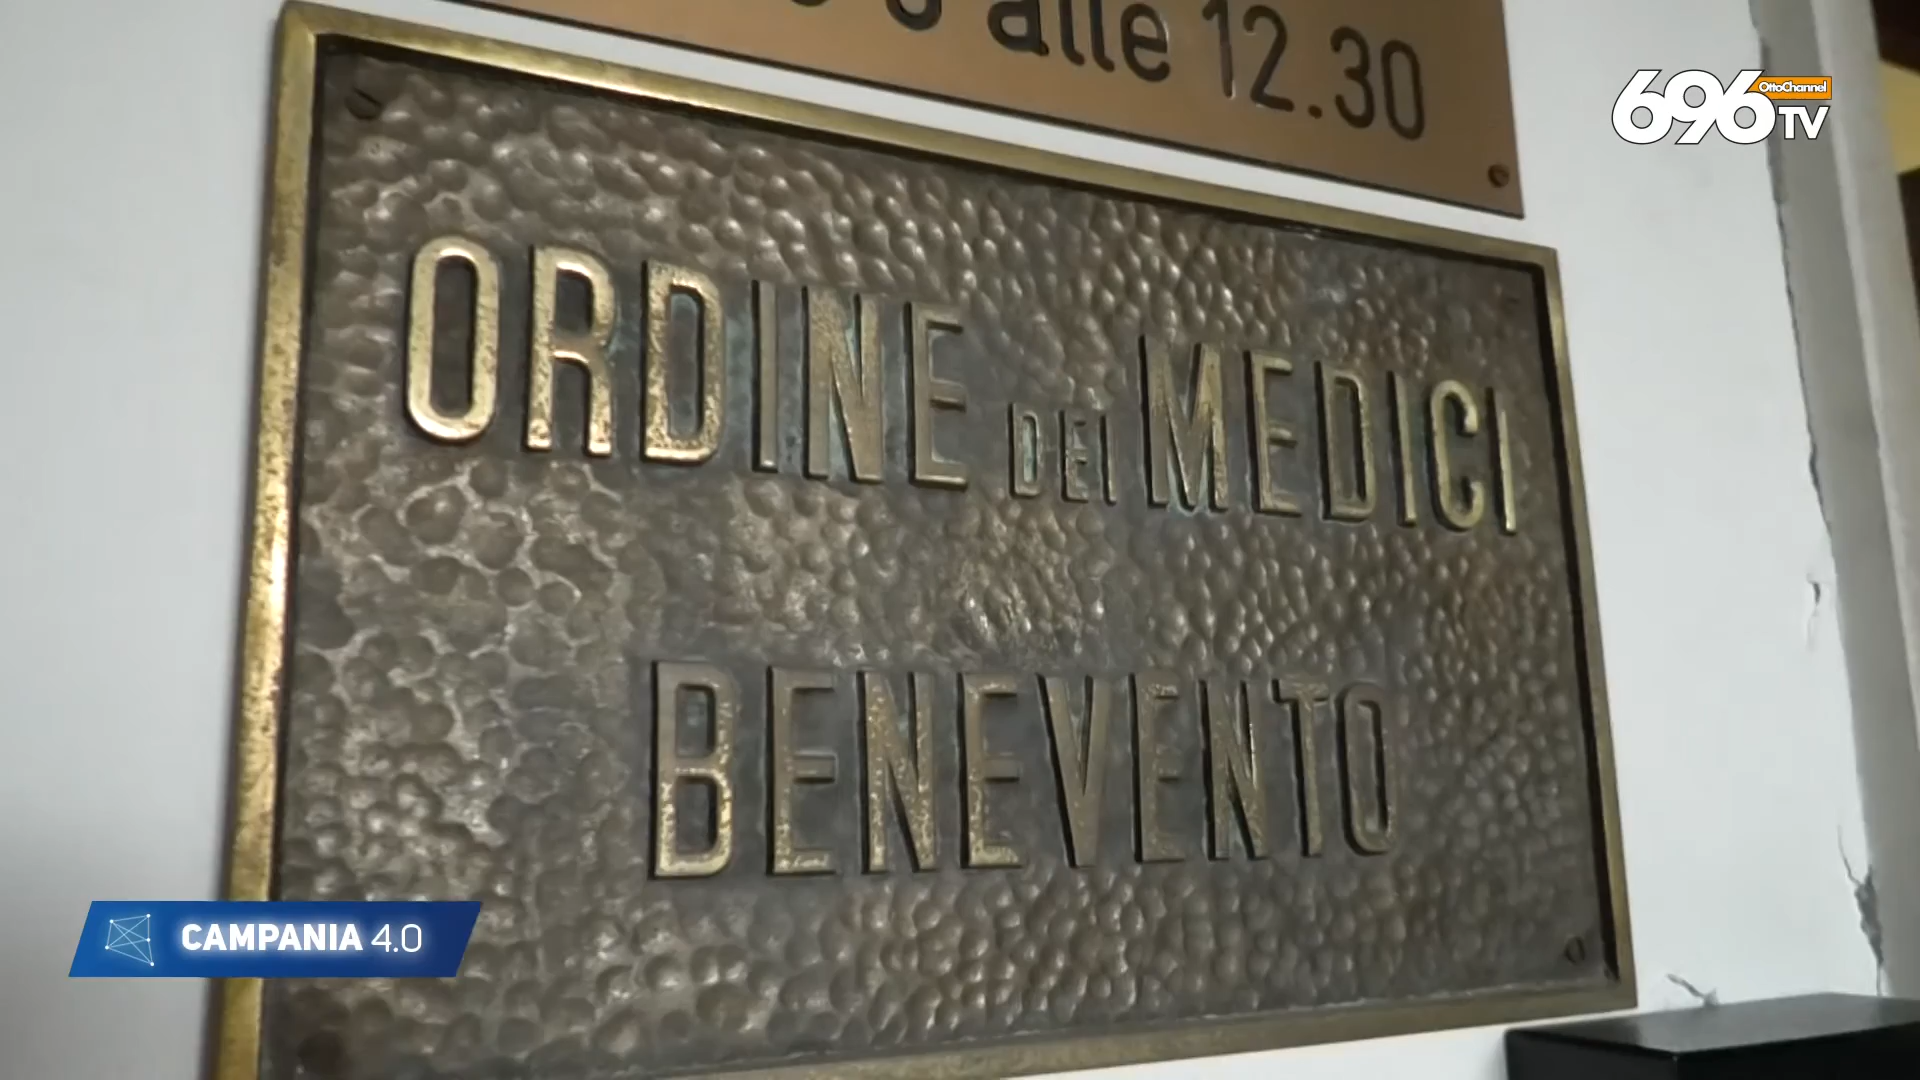 alle 12.30
696
OttoChannel
TV
ORDINE DEI MEDICI
BENEVENTO
CAMPANIA 4.0